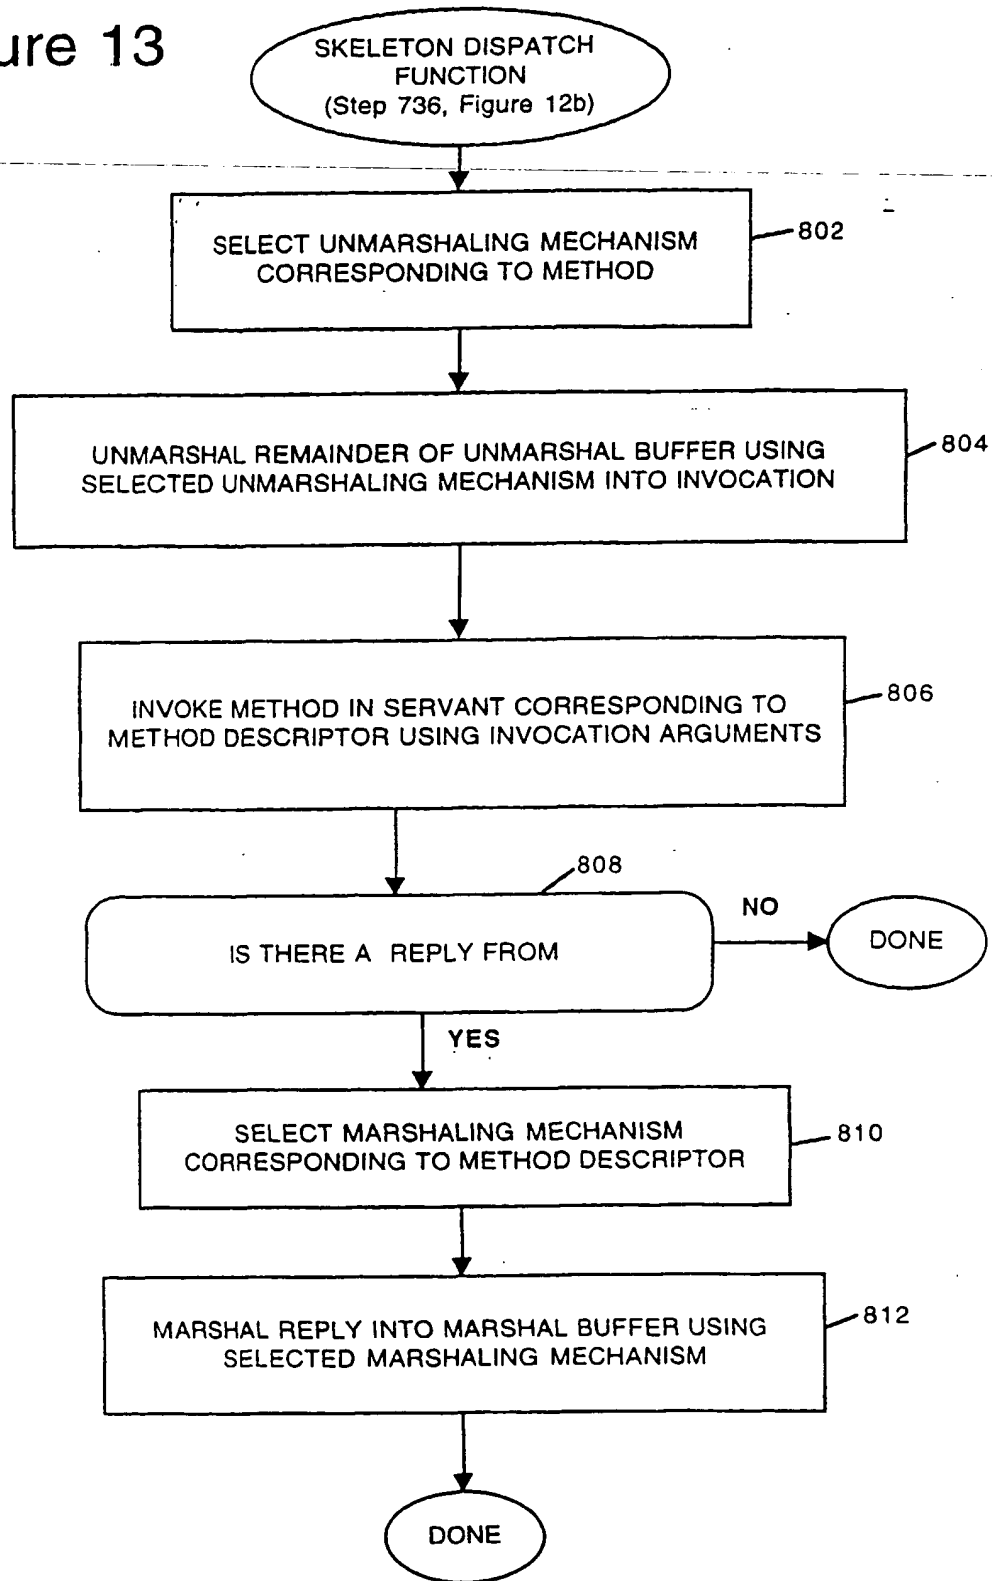 ure 13
SKELETON DISPATCH
FUNCTION
(Step 736, Figure 12b)
SELECT UNMARSHALING MECHANISM
CORRESPONDING TO METHOD
802
UNMARSHAL REMAINDER OF UNMARSHAL BUFFER USING
SELECTED UNMARSHALING MECHANISM INTO INVOCATION
804
INVOKE METHOD IN SERVANT CORRESPONDING TO
METHOD DESCRIPTOR USING INVOCATION ARGUMENTS
806
808
IS THERE A REPLY FROM
NO
DONE
YES
SELECT MARSHALING MECHANISM
CORRESPONDING TO METHOD DESCRIPTOR
810
MARSHAL REPLY INTO MARSHAL BUFFER USING
SELECTED MARSHALING MECHANISM
812
DONE